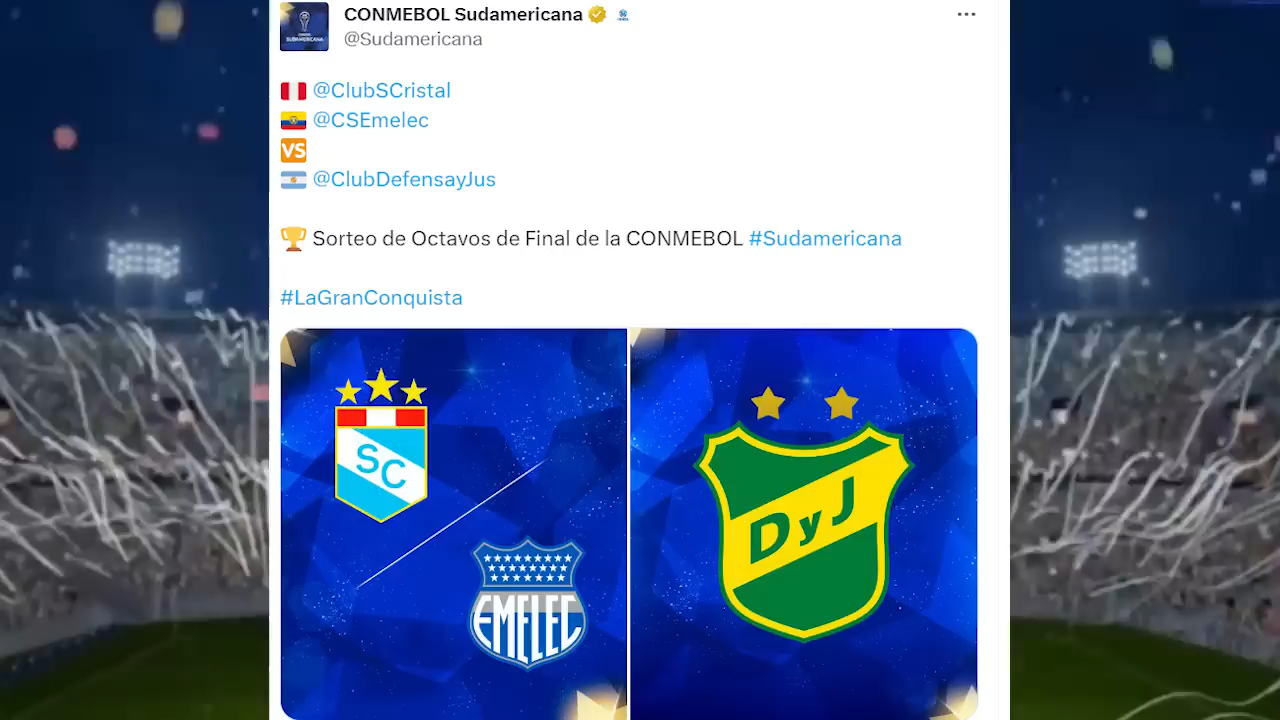 CONMEBOL Sudamericana
@Sudamericana
@ClubSCristal
@CSEmelec
VS
@ClubDefensayJus
Sorteo de Octavos de Final de la CONMEBOL #Sudamericana
#LaGranConquista
SC
EMELEC
DyJ